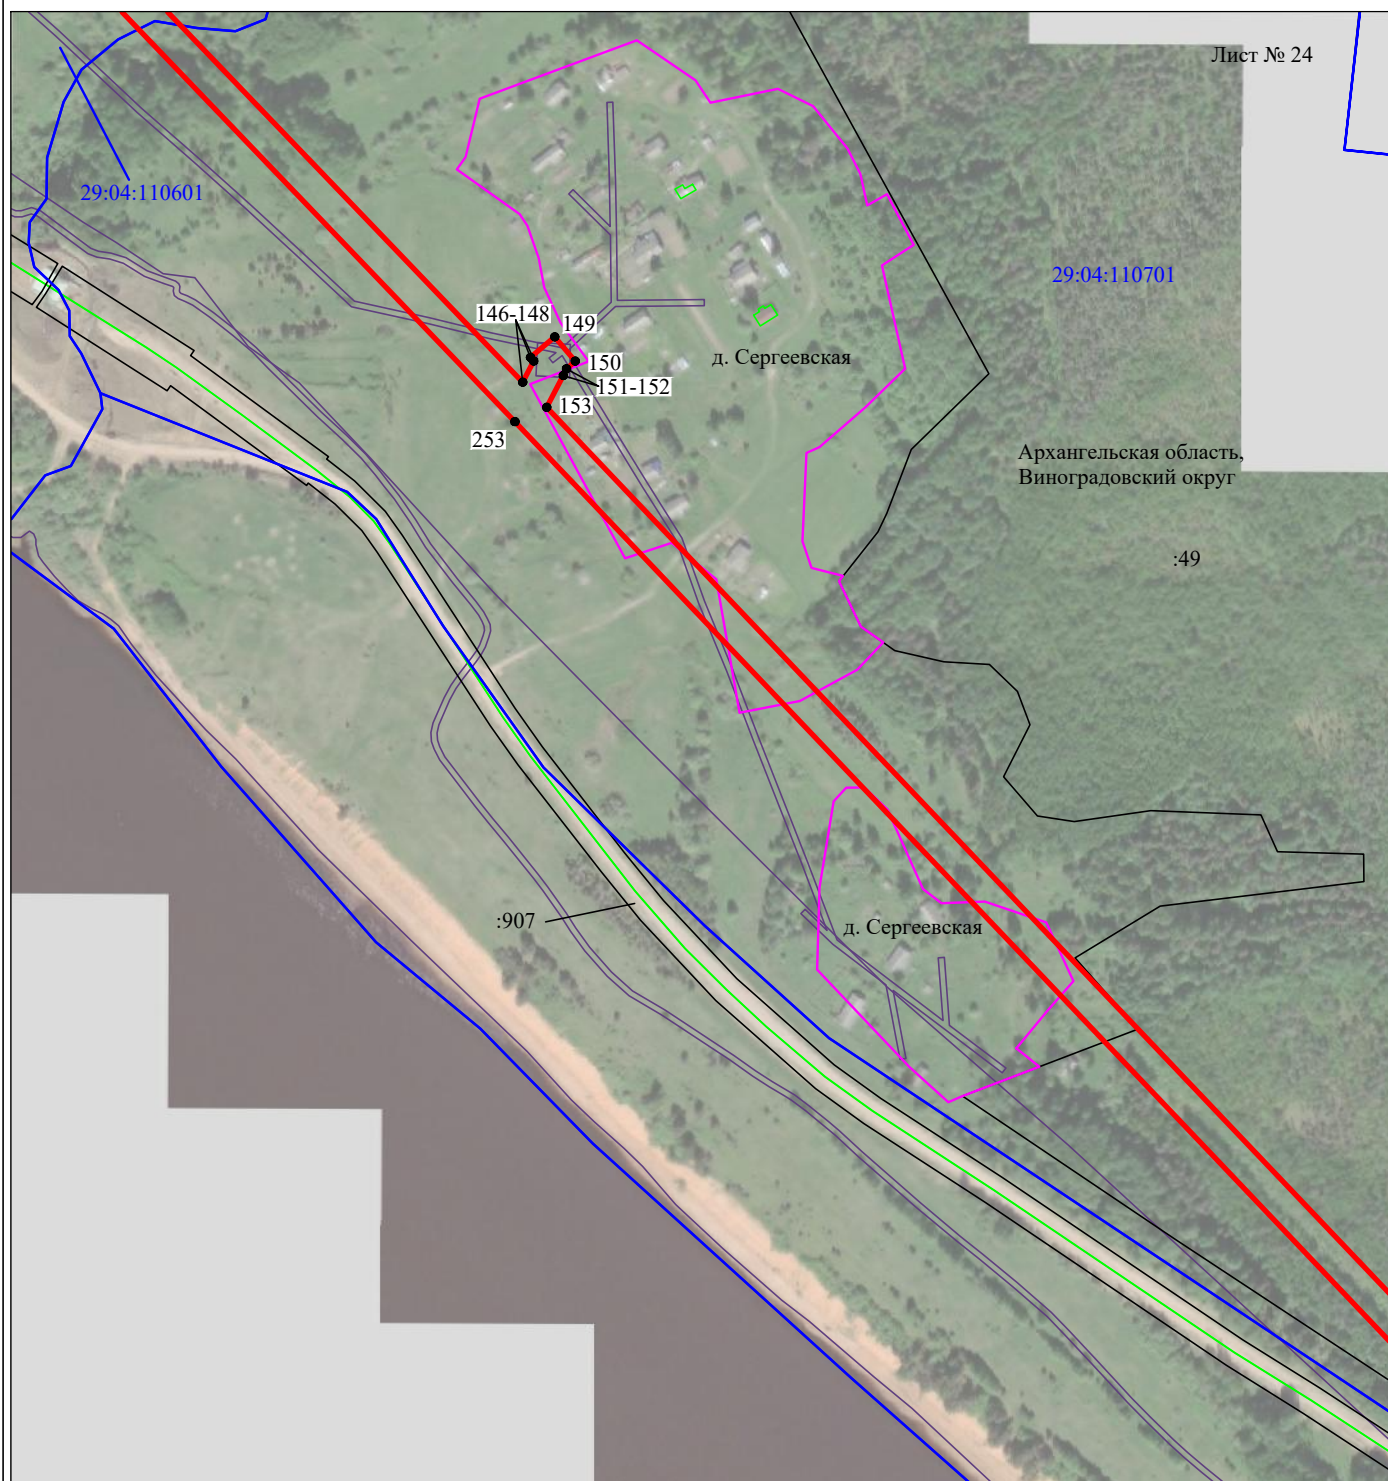 Лист № 24
29:04:110601
29:04:110701
146-148
149
150
д. Сергеевская
151-152
153
253
Архангельская область,
Виноградовский округ
:49
:907
д. Сергеевская